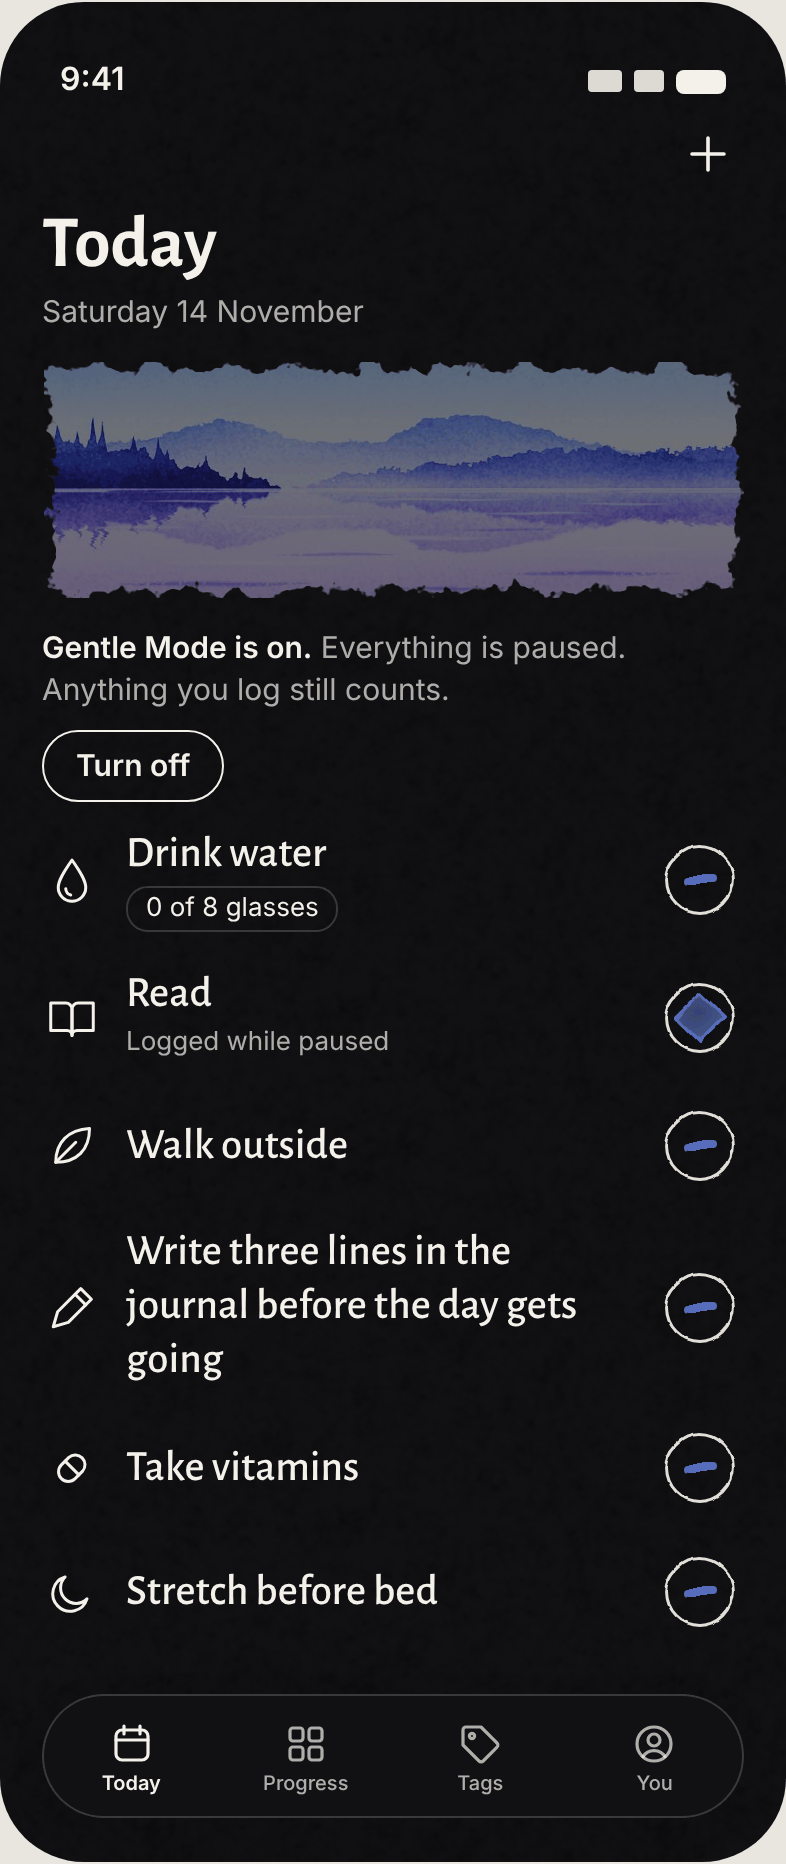 9:41
Today
Saturday 14 November
Gentle Mode is on. Everything is paused.
Anything you log still counts.
Turn off
Drink water
0 of 8 glasses
Read
Logged while paused
Walk outside
Write three lines in the
journal before the day gets
going
Take vitamins
Stretch before bed
Today
Progress
Tags
You